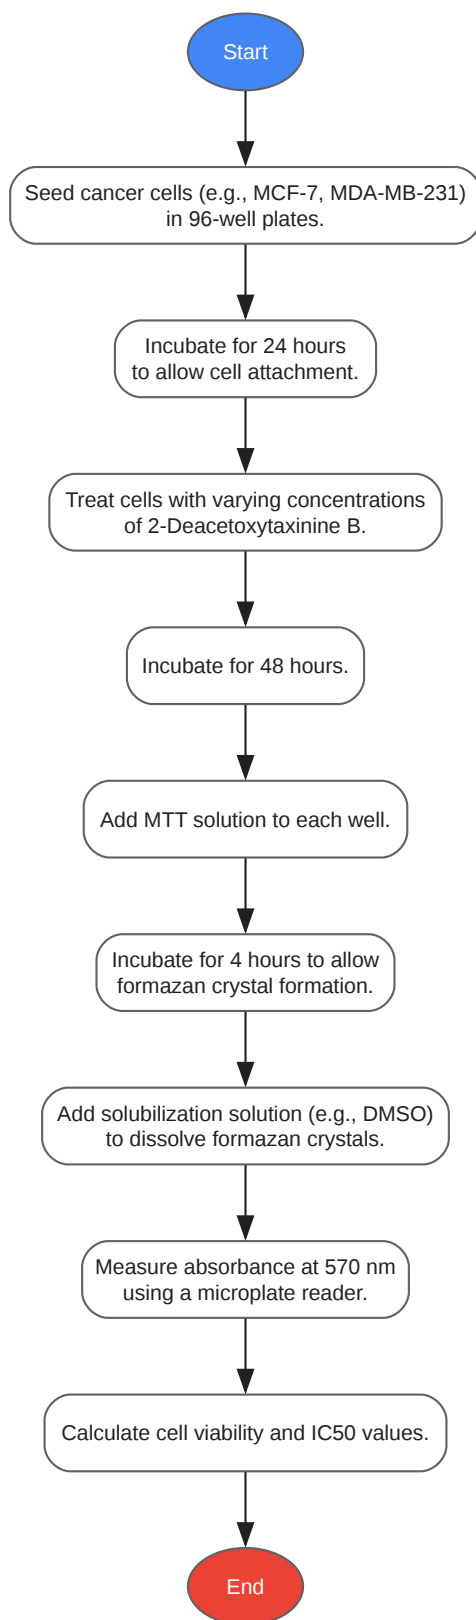 Start
Seed cancer cells (e.g., MCF-7, MDA-MB-231)
in 96-well plates.
Incubate for 24 hours
to allow cell attachment.
Treat cells with varying concentrations
of 2-Deacetoxytaxinine B.
Incubate for 48 hours.
Add MTT solution to each well.
Incubate for 4 hours to allow
formazan crystal formation.
Add solubilization solution (e.g., DMSO)
to dissolve formazan crystals.
Measure absorbance at 570 nm
using a microplate reader.
Calculate cell viability and IC50 values.
End